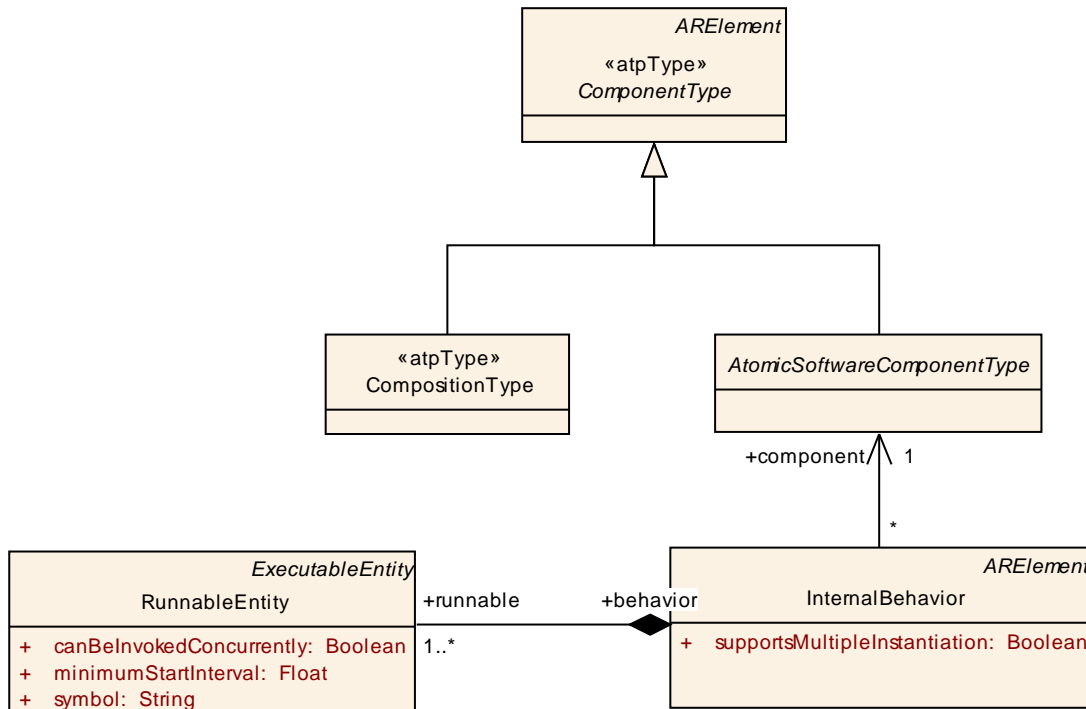 ARElement
«atpType»
ComponentType
«atpType»
CompositionType
AtomicSoftwareComponentType
+component
1
*
ExecutableEntity
RunnableEntity
+ canBeInvokedConcurrently: Boolean
+ minimumStartInterval: Float
+ symbol: String
+runnable
+behavior
1..*
ARElement
InternalBehavior
+ supportsMultipleInstantiation: Boolean